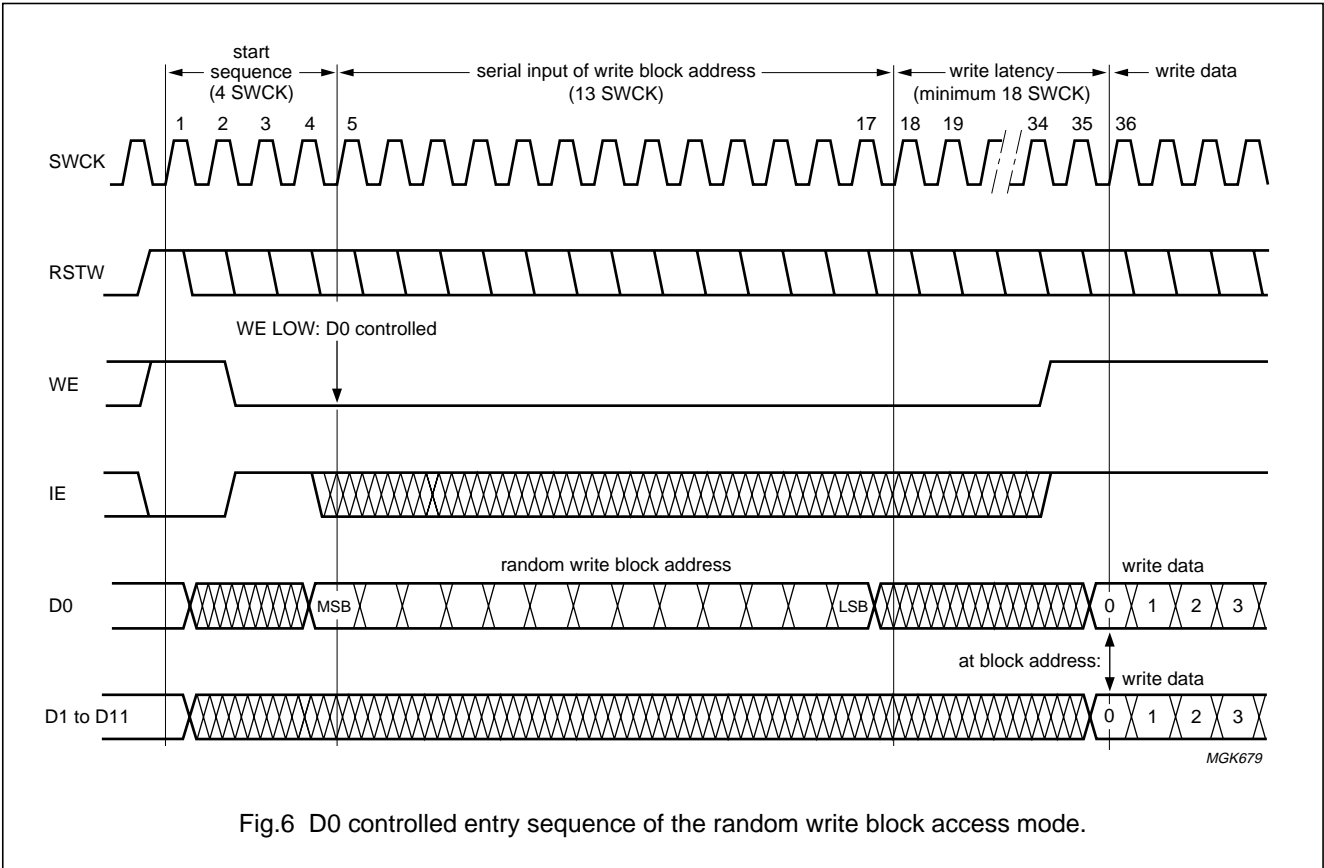 start
sequence
(4 SWCK)
serial input of write block address
(13 SWCK)
write latency
(minimum 18 SWCK)
write data
1 2 3 4 5 17 18 19 34 35 36
SWCK
RSTW
WE LOW: D0 controlled
WE
IE
random write block address
write data
D0
MSB
LSB
0 1 2 3
at block address:
write data
D1 to D11
0 1 2 3
MGK679
Fig.6 D0 controlled entry sequence of the random write block access mode.